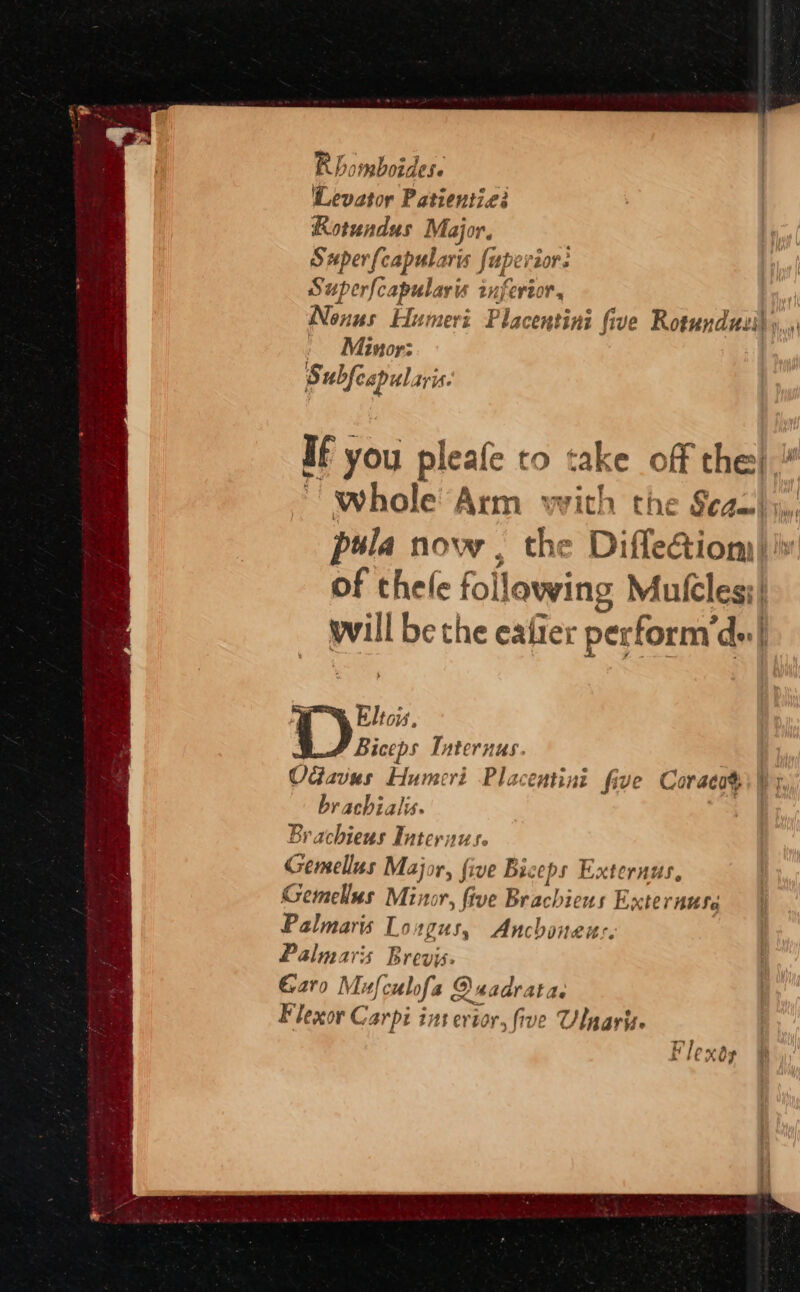 Rhomboides.
Levator Patientiæ
Rotundus Major.
Superſcapularis ſuperior:
Superſcapularis inferior,
Nonus Humeri Placentini ſive Rotundus
Minor:
Subſcapularis:
If you pleaſe to take off the
whole Arm with the Sca-
pula now, the Diſſection
of theſe following Muſcles
will be the eaſier perform'd.
DEltois.
Biceps Internus.
Octavus Humeri Placentini ſive Coraco-
brachialis.
Brachieus Internus.
Gemellus Major, ſive Biceps Externus,
Gemellus Minor, ſive Brachieus Externus
Palmaris Longus, Anchoneus.
Palmaris Brevis.
Caro Muſculoſa Quadrata.
Flexor Carpi interior, ſive Ulnaris.
Flexor